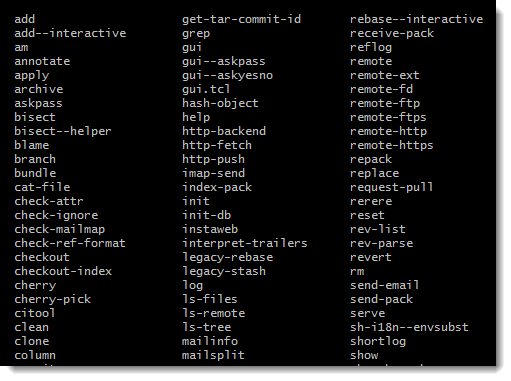 add get-tar-commit-id rebase--interactive
add--interactive grep receive-pack
am gui reflog
annotate gui--askpass remote
apply gui--askyesno remote-ext
archive gui.tcl remote-fd
askpass hash-object remote-ftp
bisect help remote-ftps
bisect--helper http-backend remote-http
blame http-fetch remote-https
branch http-push repack
bundle imap-send replace
cat-file index-pack request-pull
check-attr init rerere
check-ignore init-db reset
check-mailmap instaweb rev-list
check-ref-format interpret-trailers rev-parse
checkout legacy-rebase revert
checkout-index legacy-stash rm
cherry log send-email
cherry-pick ls-files send-pack
citool ls-remote serve
clean ls-tree sh-i18n--envsubst
clone mailinfo shortlog
column mailsplit show